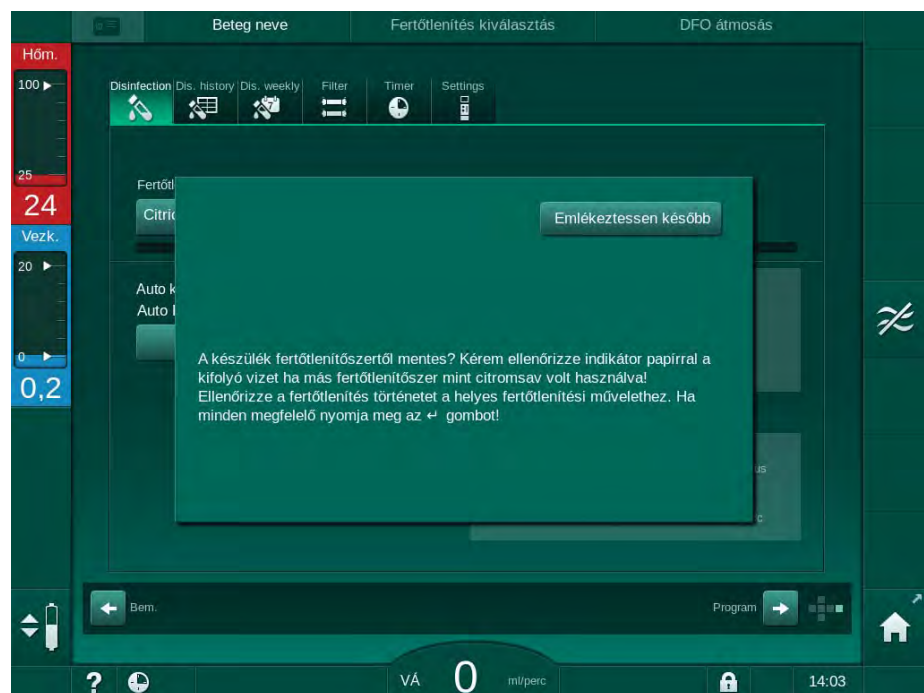 Beteg neve
Fertőtlenítés kiválasztás
DFO átmosás
Hőm.
100
25
24
Vezk.
20
0
0,2
Disinfection
Dis. history
Dis. weekly
Filter
Timer
Settings
Emlékeztessen később
Auto
Auto
A készülék fertőtlenítőszertől mentes? Kérem ellenőrizze indikátor papírral a
kifolyó vizet ha más fertőtlenítőszer mint citromsav volt használva!
Ellenőrizze a fertőtlenítés történetet a helyes fertőtlenítési művelethez. Ha
minden megfelelő nyomja meg az ↵ gombot!
Bem.
Program
?
VÁ
0
ml/perc
14:03